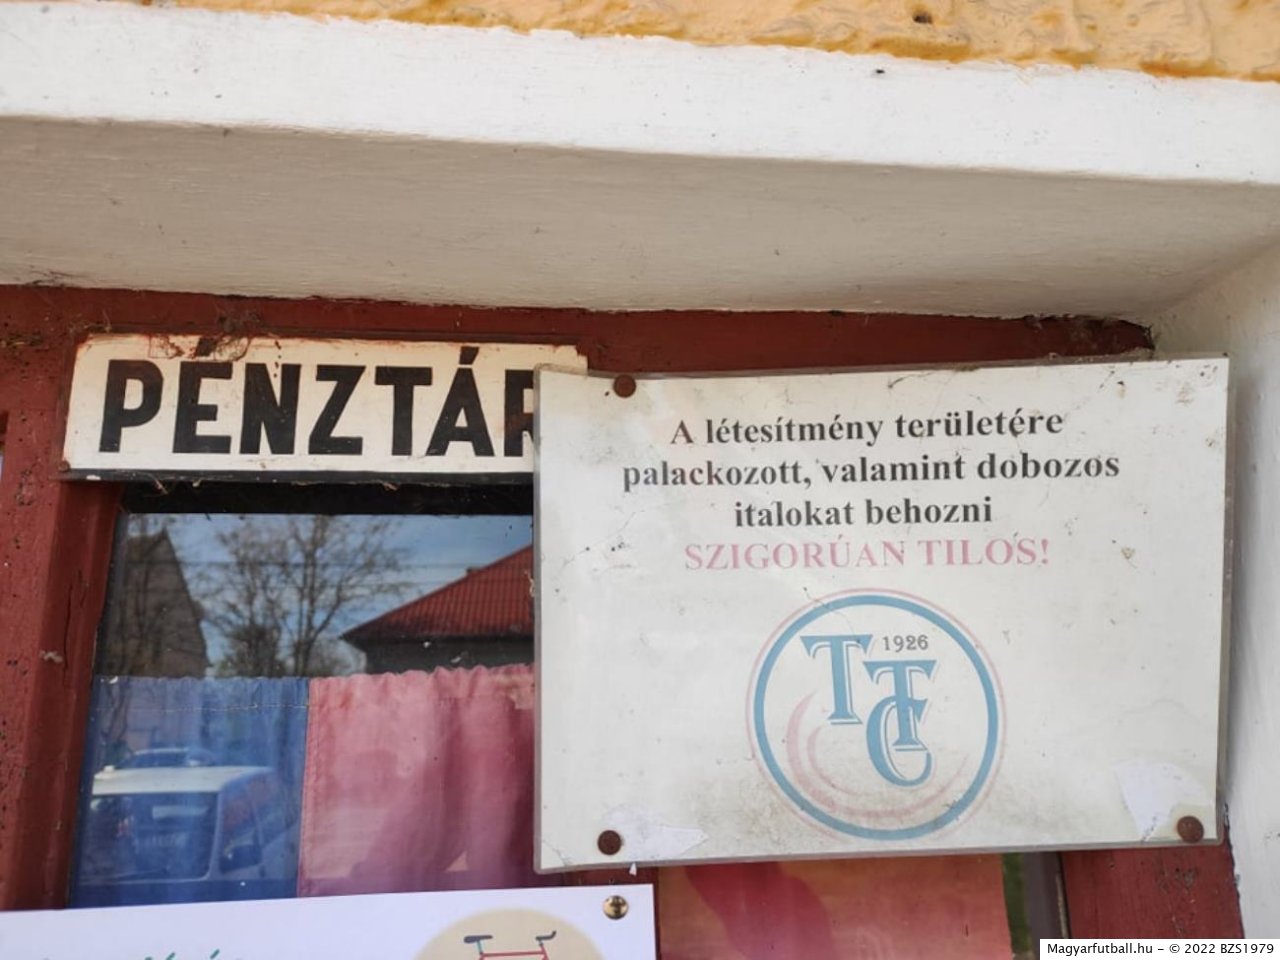 PÉNZTÁR
A létesítmény területére
palackozott, valamint dobozos
italokat behozni
SZIGORÚAN TILOS!
1926
TTC
Magyarfutball.hu - © 2022 BZS1979